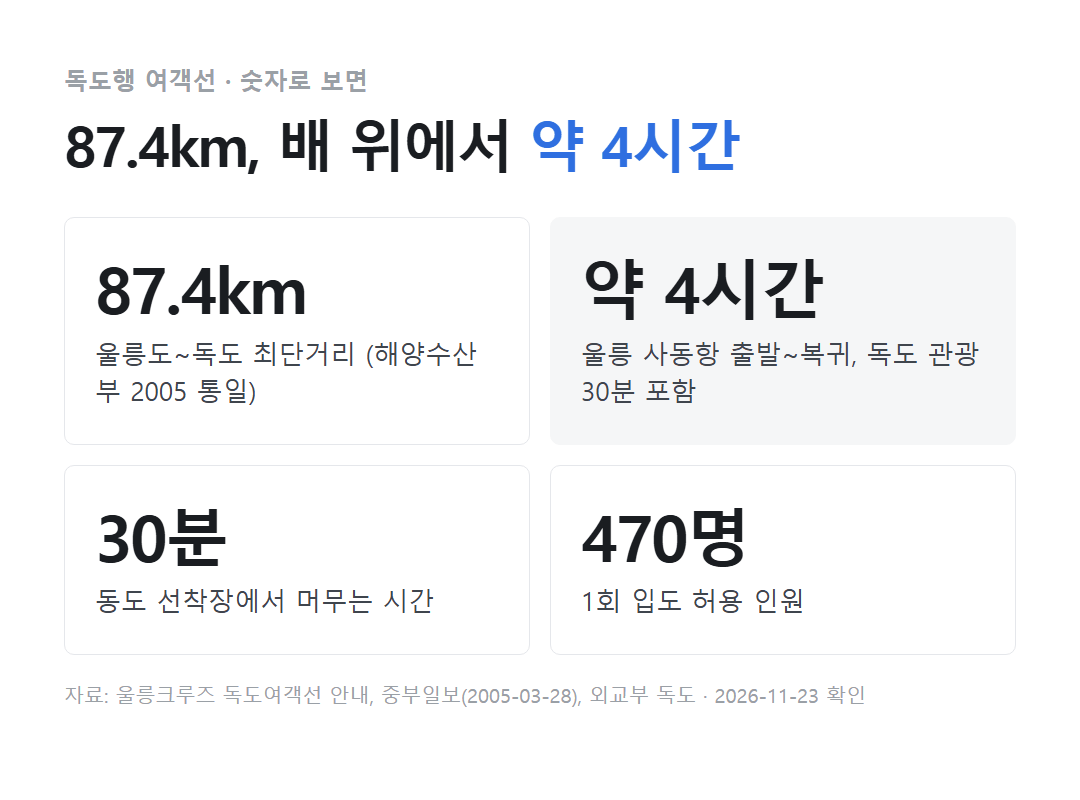 독도행 여객선 · 숫자로 보면
87.4km, 배 위에서 약 4시간
87.4km
울릉도~독도 최단거리 (해양수산
부 2005 통일)
약 4시간
울릉 사동항 출발~복귀, 독도 관광
30분 포함
30분
동도 선착장에서 머무는 시간
470명
1회 입도 허용 인원
자료: 울릉크루즈 독도여객선 안내, 중부일보(2005-03-28), 외교부 독도 · 2026-11-23 확인